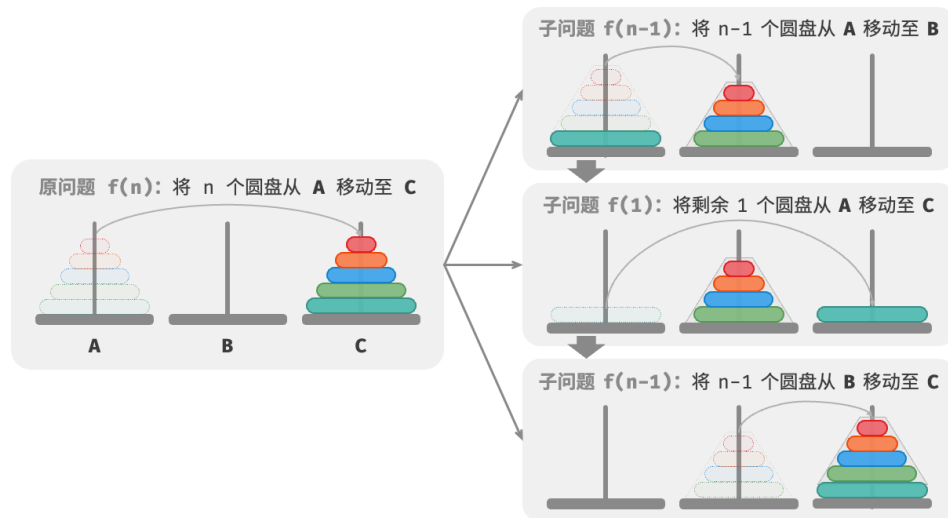 原问题 f(n)：将 n 个圆盘从 A 移动至 C
A
B
C
子问题 f(n-1)：将 n-1 个圆盘从 A 移动至 B
子问题 f(1)：将剩余 1 个圆盘从 A 移动至 C
子问题 f(n-1)：将 n-1 个圆盘从 B 移动至 C